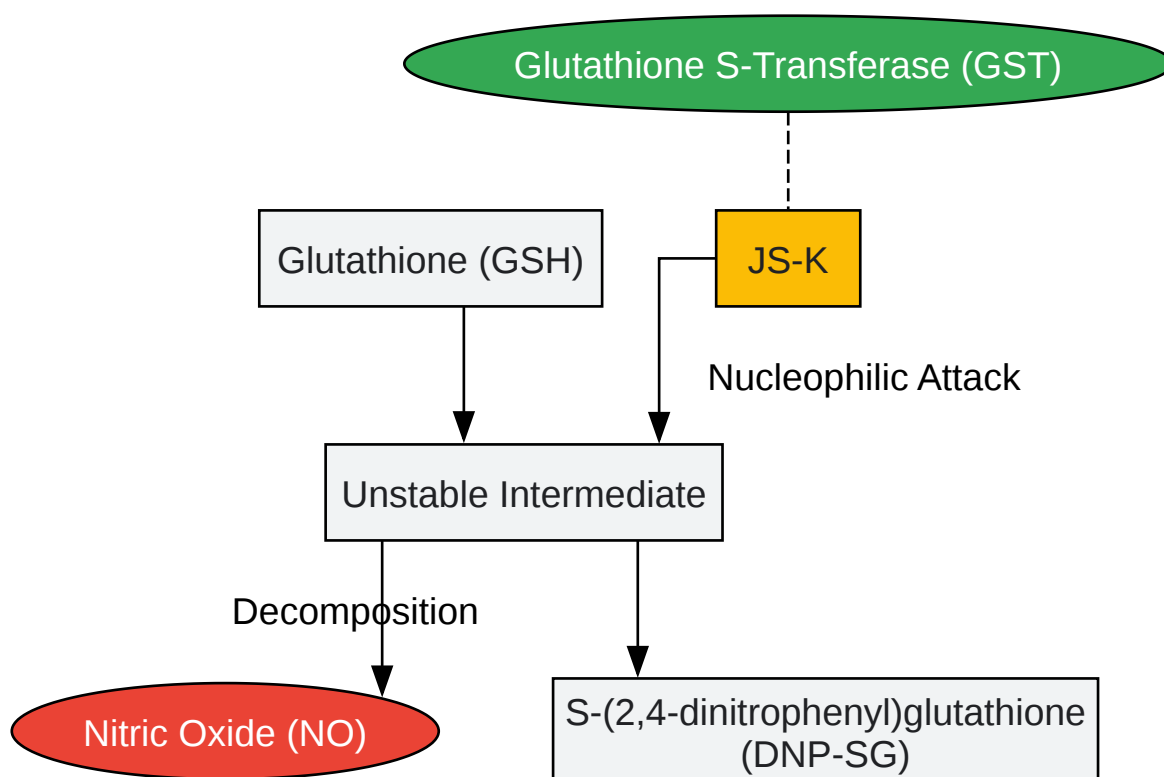 Glutathione S-Transferase (GST)
Glutathione (GSH)
JS-K
Nucleophilic Attack
Unstable Intermediate
Decomposition
Nitric Oxide (NO)
S-(2,4-dinitrophenyl)glutathione
(DNP-SG)